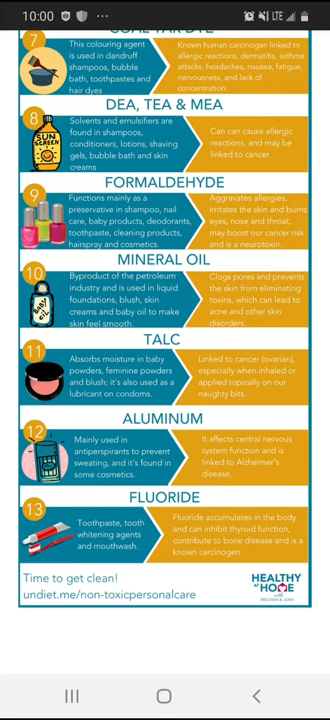 10:00
LTE
COAL TAR DYE
7
This colouring agent
is used in dandruff
shampoos, bubble
bath, toothpastes and
hair dyes
Known human carcinogen linked to
allergic reactions, dermatitis, asthma
attacks, headaches, nausea, fatigue,
nervousness, and lack of
concentration.
DEA, TEA & MEA
8
SUN
SCREEN
Solvents and emulsifiers are
found in shampoos,
conditioners, lotions, shaving
gels, bubble bath and skin
creams
Can can cause allergic
reactions, and may be
linked to cancer.
FORMALDEHYDE
9
Functions mainly as a
preservative in shampoo, nail
care, baby products, deodorants,
toothpaste, cleaning products,
hairspray and cosmetics.
Aggravates allergies,
irritates the skin and burns
eyes, nose and throat,
may boost our cancer risk
and is a neurotoxin.
MINERAL OIL
10
BABY
OIL
Byproduct of the petroleum
industry and is used in liquid
foundations, blush, skin
creams and baby oil to make
skin feel smooth.
Clogs pores and prevents
the skin from eliminating
toxins, which can lead to
acne and other skin
disorders.
TALC
11
Absorbs moisture in baby
powders, feminine powders
and blush; it's also used as a
lubricant on condoms.
Linked to cancer (ovarian),
especially when inhaled or
applied topically on our
naughty bits.
ALUMINUM
12
Mainly used in
antiperspirants to prevent
sweating, and it's found in
some cosmetics.
It affects central nervous
system function and is
linked to Alzheimer's
disease.
FLUORIDE
13
Toothpaste, tooth
whitening agents
and mouthwash.
Fluoride accumulates in the body
and can inhibit thyroid function,
contribute to bone disease and is a
known carcinogen.
Time to get clean!
undiet.me/non-toxicpersonalcare
HEALTHY
AT HOME
with
MEGHAN & JOSH